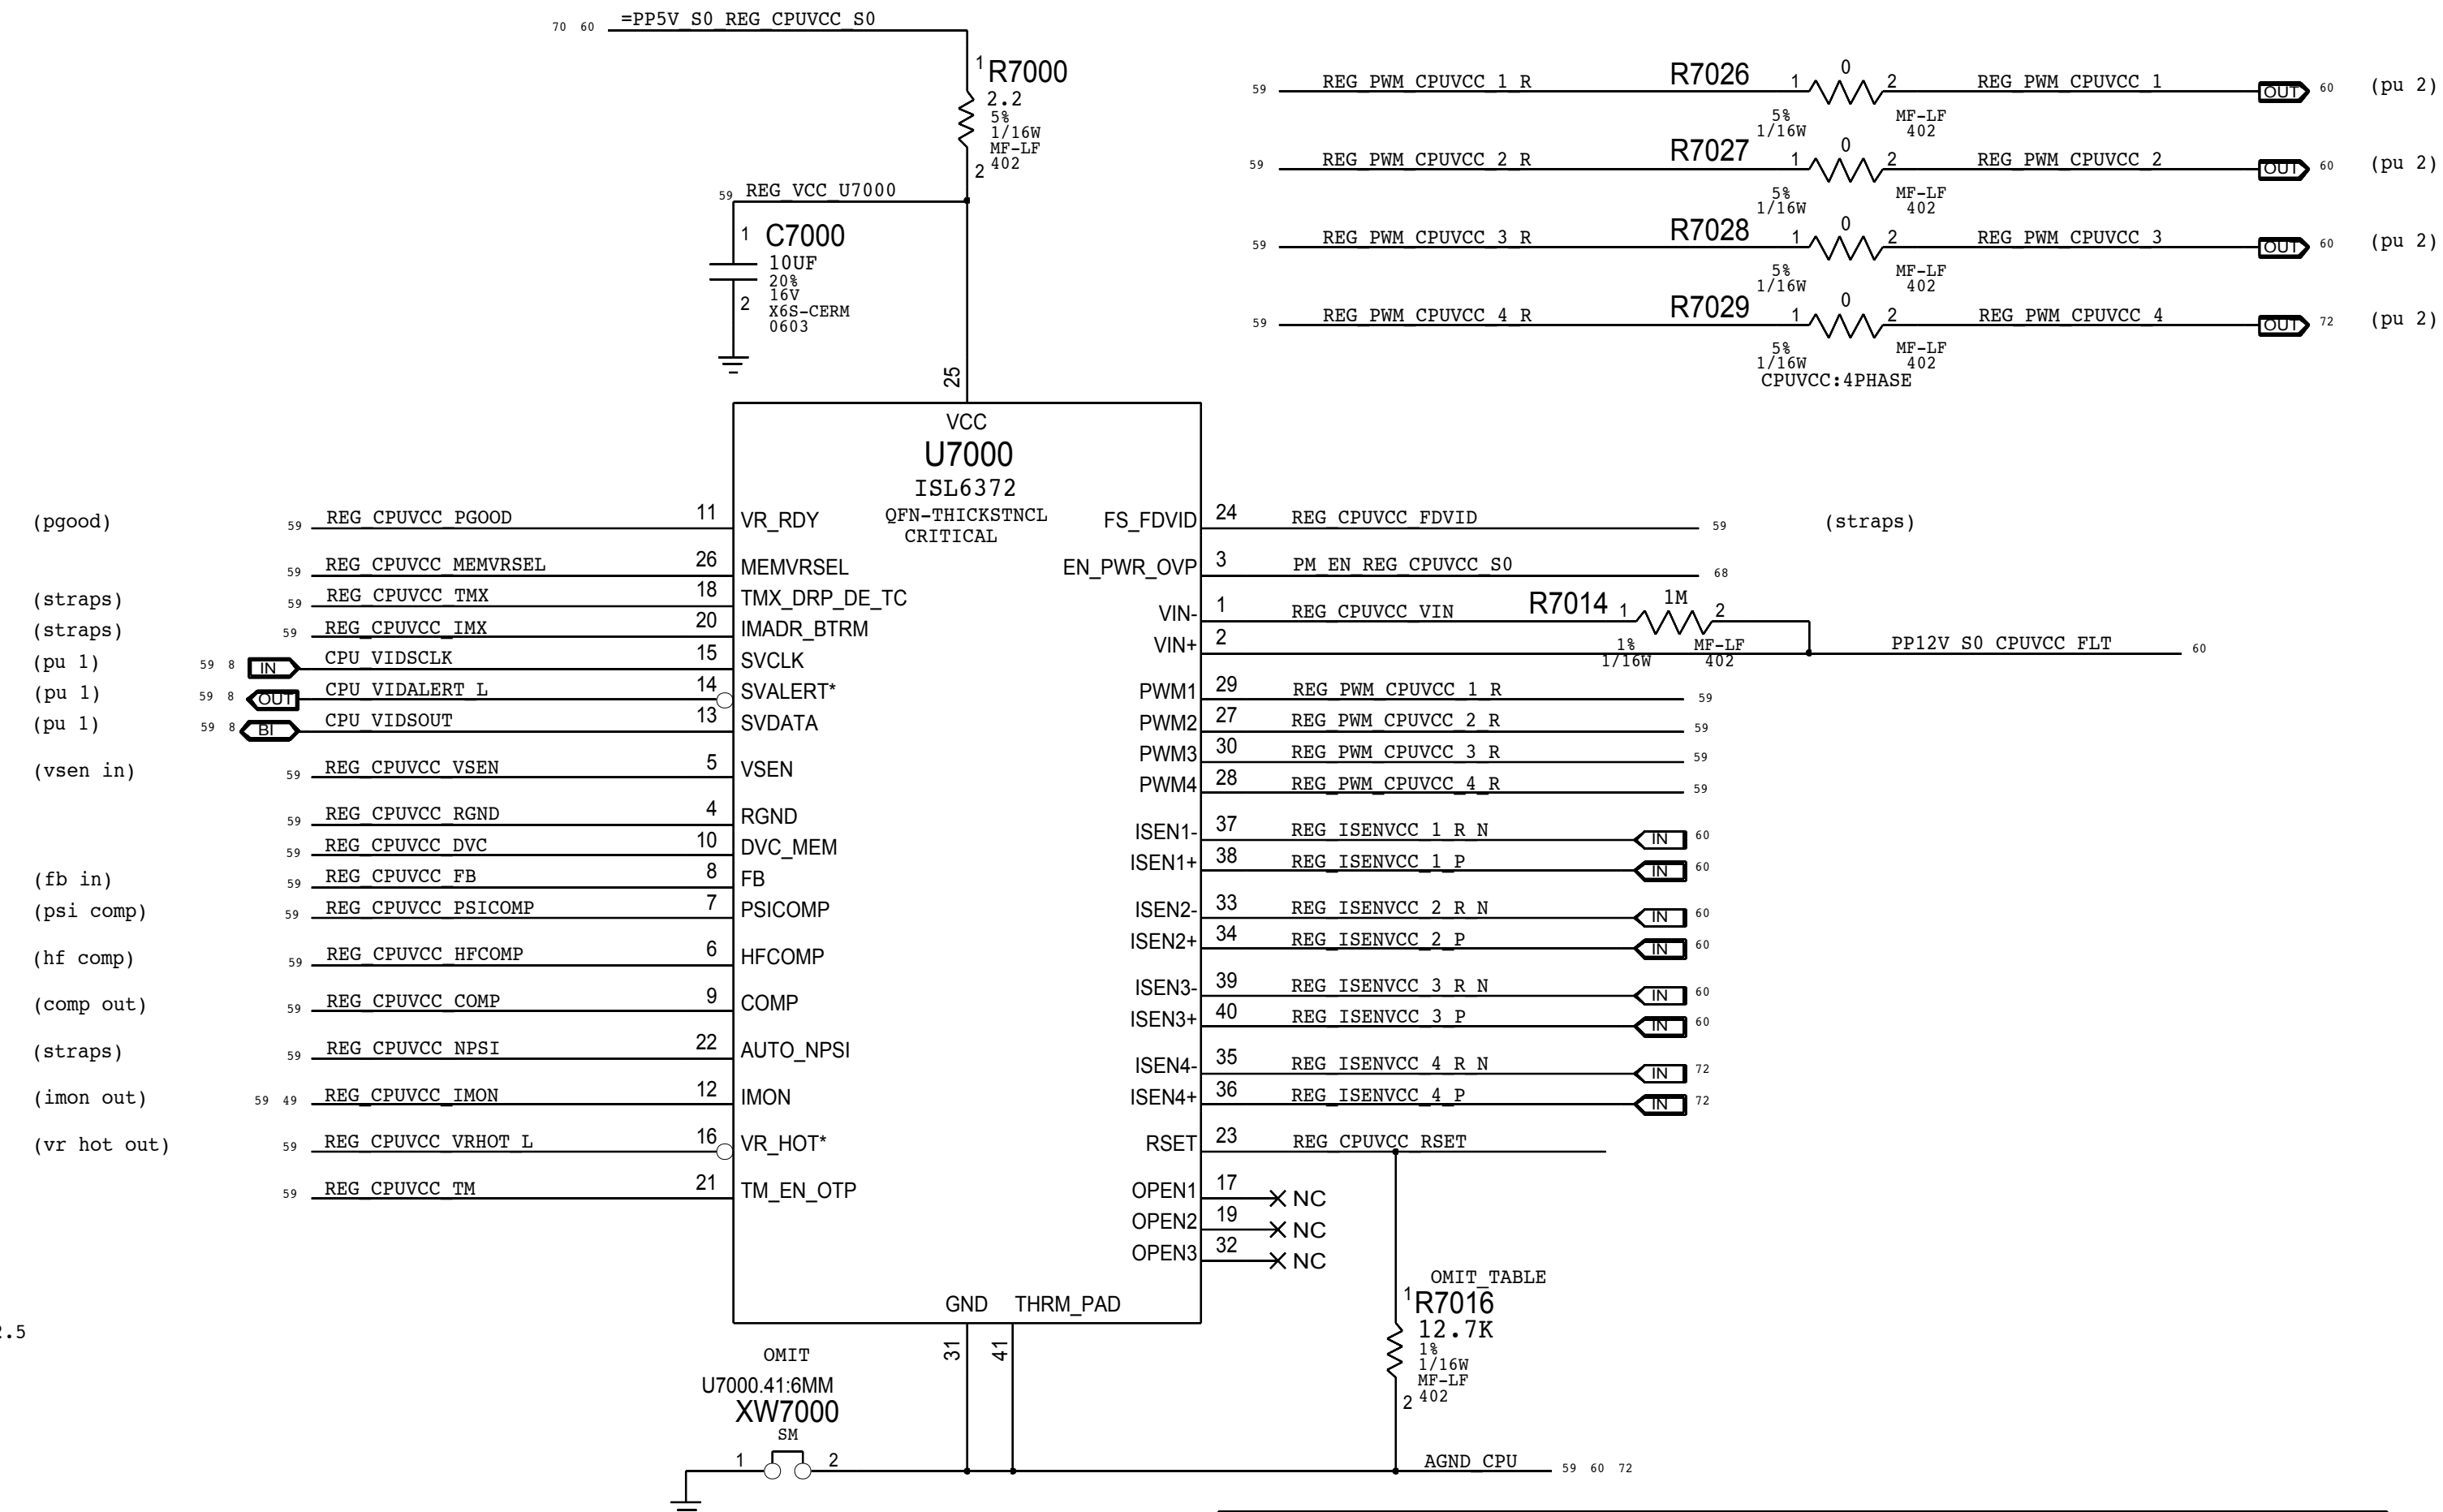 70 60 =PP5V_S0_REG_CPUVCC_S0
1 R7000
2.2
5%
1/16W
MF-LF
402
2
59 REG_VCC_U7000
1 C7000
10UF
20%
16V
2 X6S-CERM
0603
25
59 REG_PWM_CPUVCC_1_R R7026 1 0 2 REG_PWM_CPUVCC_1 OUT 60 (pu 2)
5% MF-LF
1/16W 402
59 REG_PWM_CPUVCC_2_R R7027 1 0 2 REG_PWM_CPUVCC_2 OUT 60 (pu 2)
5% MF-LF
1/16W 402
59 REG_PWM_CPUVCC_3_R R7028 1 0 2 REG_PWM_CPUVCC_3 OUT 60 (pu 2)
5% MF-LF
1/16W 402
59 REG_PWM_CPUVCC_4_R R7029 1 0 2 REG_PWM_CPUVCC_4 OUT 72 (pu 2)
5% MF-LF
1/16W 402
CPUVCC:4PHASE
VCC
U7000
ISL6372
QFN-THICKSTNCL
CRITICAL
(pgood) 59 REG_CPUVCC_PGOOD 11 VR_RDY
59 REG_CPUVCC_MEMVRSEL 26 MEMVRSEL
(straps) 59 REG_CPUVCC_TMX 18 TMX_DRP_DE_TC
(straps) 59 REG_CPUVCC_IMX 20 IMADR_BTRM
(pu 1) 59 8 IN CPU_VIDSCLK 15 SVCLK
(pu 1) 59 8 OUT CPU_VIDALERT_L 14 SVALERT*
(pu 1) 59 8 BI CPU_VIDSOUT 13 SVDATA
(vsen in) 59 REG_CPUVCC_VSEN 5 VSEN
59 REG_CPUVCC_RGND 4 RGND
59 REG_CPUVCC_DVC 10 DVC_MEM
(fb in) 59 REG_CPUVCC_FB 8 FB
(psi comp) 59 REG_CPUVCC_PSICOMP 7 PSICOMP
(hf comp) 59 REG_CPUVCC_HFCOMP 6 HFCOMP
(comp out) 59 REG_CPUVCC_COMP 9 COMP
(straps) 59 REG_CPUVCC_NPSI 22 AUTO_NPSI
(imon out) 59 49 REG_CPUVCC_IMON 12 IMON
(vr hot out) 59 REG_CPUVCC_VRHOT_L 16 VR_HOT*
59 REG_CPUVCC_TM 21 TM_EN_OTP
FS_FDVID 24 REG_CPUVCC_FDVID 59 (straps)
EN_PWR_OVP 3 PM_EN_REG_CPUVCC_S0 68
VIN- 1 REG_CPUVCC_VIN R7014 1 1M 2
VIN+ 2 1% MF-LF PP12V_S0_CPUVCC_FLT 60
1/16W 402
PWM1 29 REG_PWM_CPUVCC_1_R 59
PWM2 27 REG_PWM_CPUVCC_2_R 59
PWM3 30 REG_PWM_CPUVCC_3_R 59
PWM4 28 REG_PWM_CPUVCC_4_R 59
ISEN1- 37 REG_ISENVCC_1_R_N IN 60
ISEN1+ 38 REG_ISENVCC_1_P IN 60
ISEN2- 33 REG_ISENVCC_2_R_N IN 60
ISEN2+ 34 REG_ISENVCC_2_P IN 60
ISEN3- 39 REG_ISENVCC_3_R_N IN 60
ISEN3+ 40 REG_ISENVCC_3_P IN 60
ISEN4- 35 REG_ISENVCC_4_R_N IN 72
ISEN4+ 36 REG_ISENVCC_4_P IN 72
RSET 23 REG_CPUVCC_RSET
OPEN1 17 NC
OPEN2 19 NC
OPEN3 32 NC
GND THRM_PAD
31 41
OMIT_TABLE
1 R7016
12.7K
1%
1/16W
MF-LF
2 402
.5
OMIT
U7000.41:6MM
XW7000
SM
1 2
AGND_CPU 59 60 72